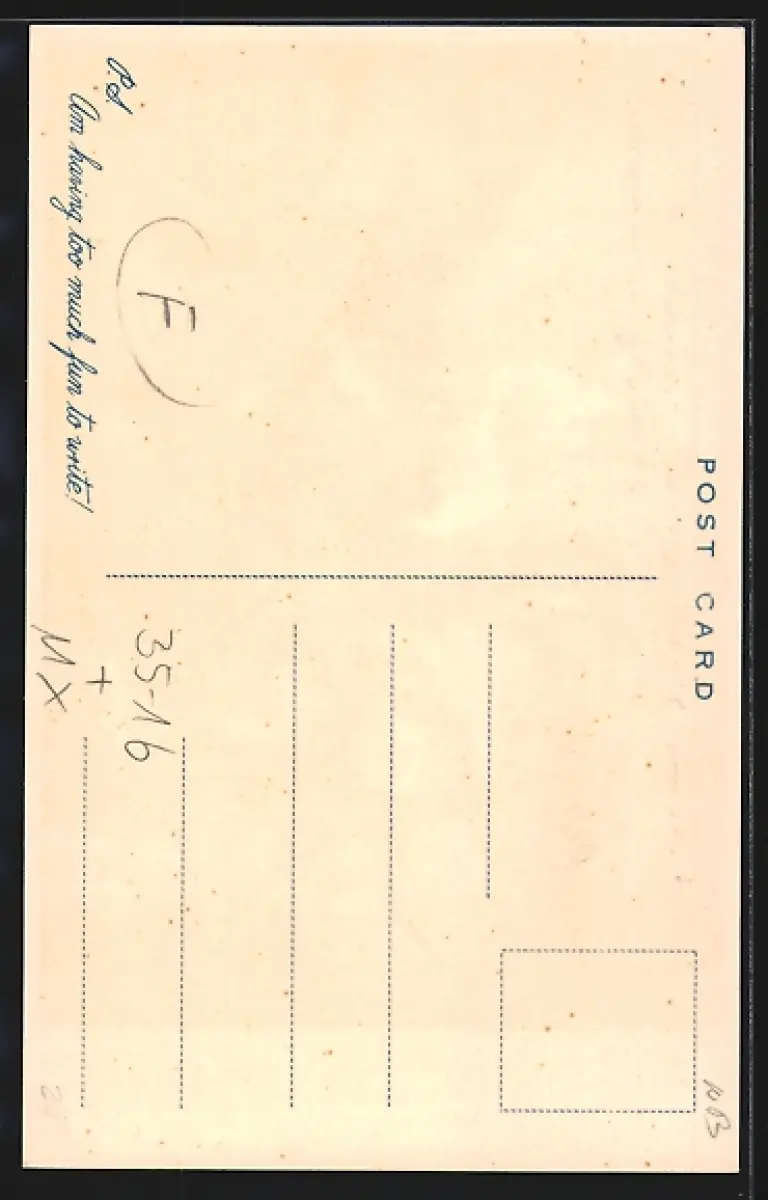 POST CARD
F
P.S.
Am having too much fun to write!
35-16
+
MX